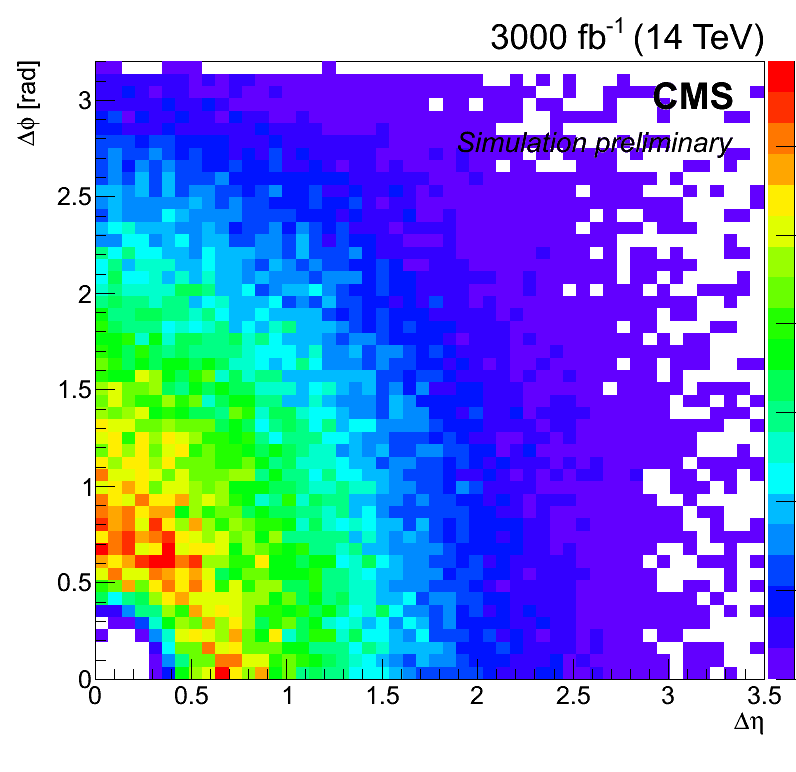 3000 fb⁻¹ (14 TeV)
CMS
Simulation preliminary
Δϕ [rad]
3
2.5
2
1.5
1
0.5
0
0 0.5 1 1.5 2 2.5 3 3.5
Δη